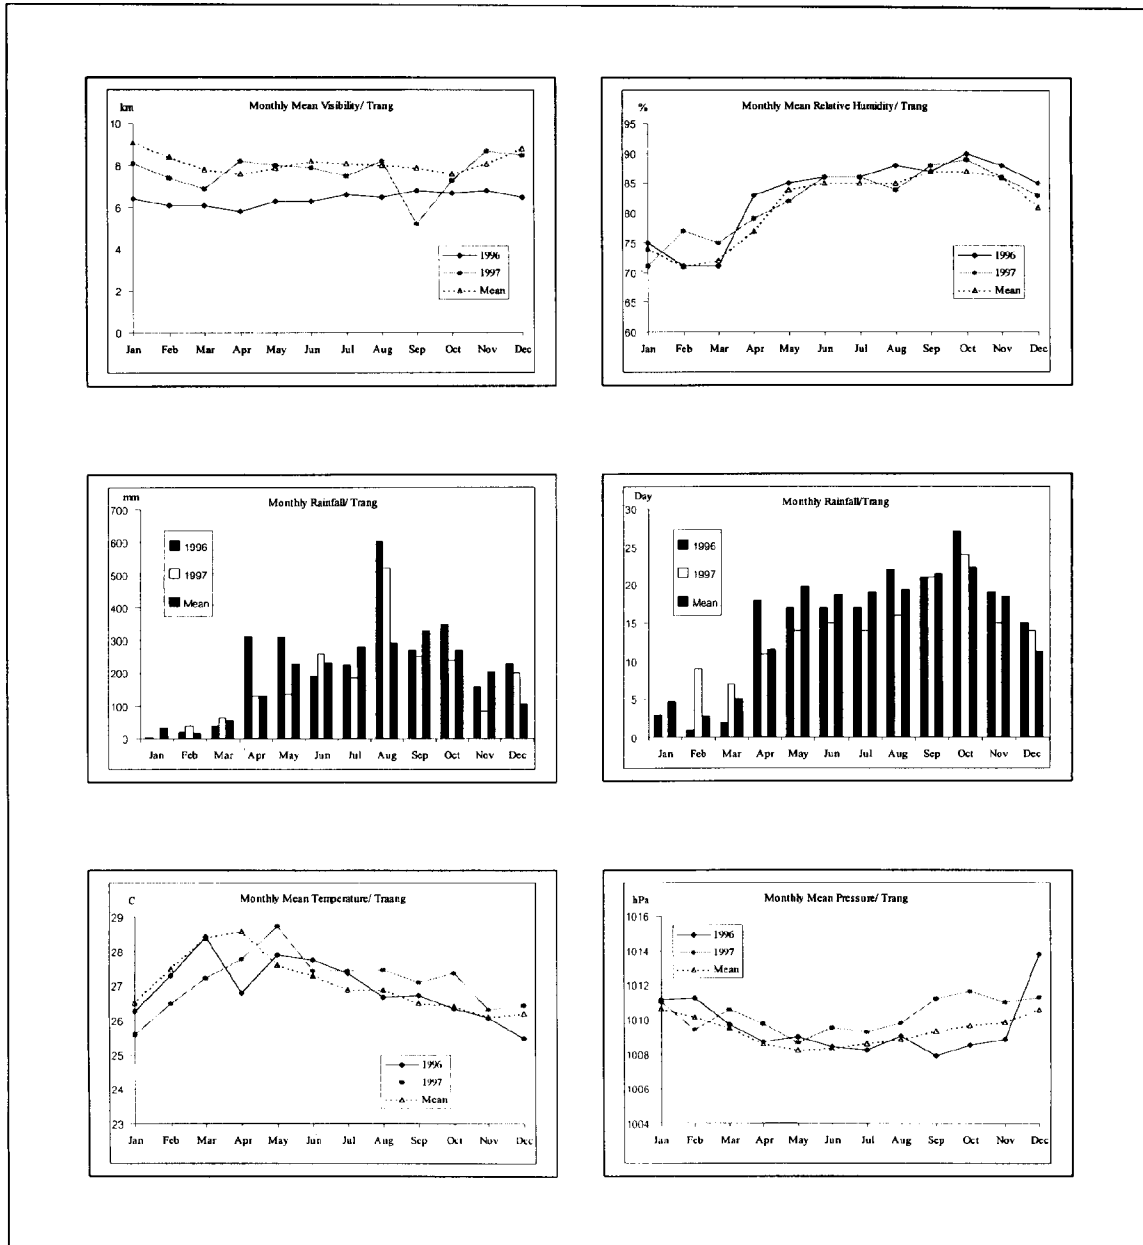 km
Monthly Mean Visibility/ Trang
10
8
6
4
2
0
1996
1997
Mean
Jan Feb Mar Apr May Jun Jul Aug Sep Oct Nov Dec
%
Monthly Mean Relative Humidity/ Trang
95
90
85
80
75
70
65
60
1996
1997
Mean
Jan Feb Mar Apr May Jun Jul Aug Sep Oct Nov Dec
mm
Monthly Rainfall/ Trang
700
600
500
400
300
200
100
0
1996
1997
Mean
Jan Feb Mar Apr May Jun Jul Aug Sep Oct Nov Dec
Day
Monthly Rainfall/Trang
30
25
20
15
10
5
0
1996
1997
Mean
Jan Feb Mar Apr May Jun Jul Aug Sep Oct Nov Dec
C
Monthly Mean Temperature/ Traang
29
28
27
26
25
24
23
1996
1997
Mean
Jan Feb Mar Apr May Jun Jul Aug Sep Oct Nov Dec
hPa
Monthly Mean Pressure/ Trang
1016
1014
1012
1010
1008
1006
1004
1996
1997
Mean
Jan Feb Mar Apr May Jun Jul Aug Sep Oct Nov Dec